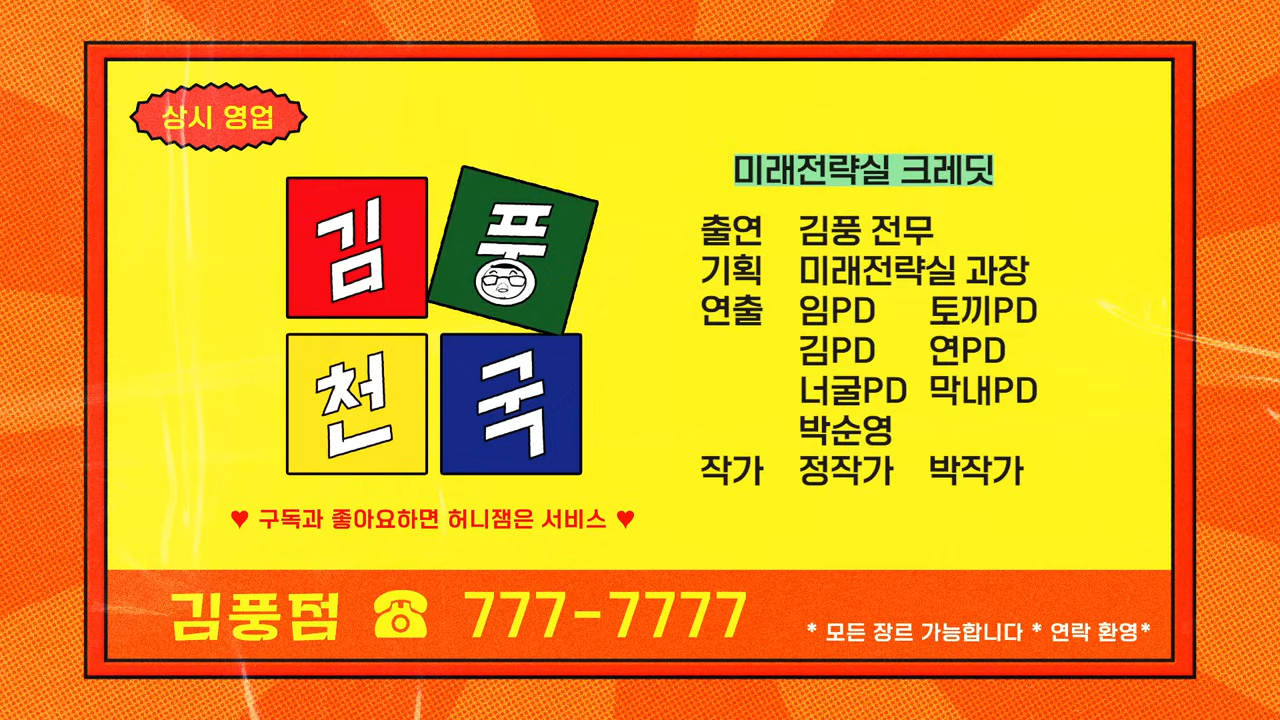 상시 영업
김풍
천국
♥ 구독과 좋아요하면 허니잼은 서비스 ♥
미래전략실 크레딧
출연 김풍 전무
기획 미래전략실 과장
연출 임PD 토끼PD
김PD 연PD
너굴PD 막내PD
박순영
작가 정작가 박작가
김풍점 ☎ 777-7777
* 모든 장르 가능합니다 * 연락 환영*